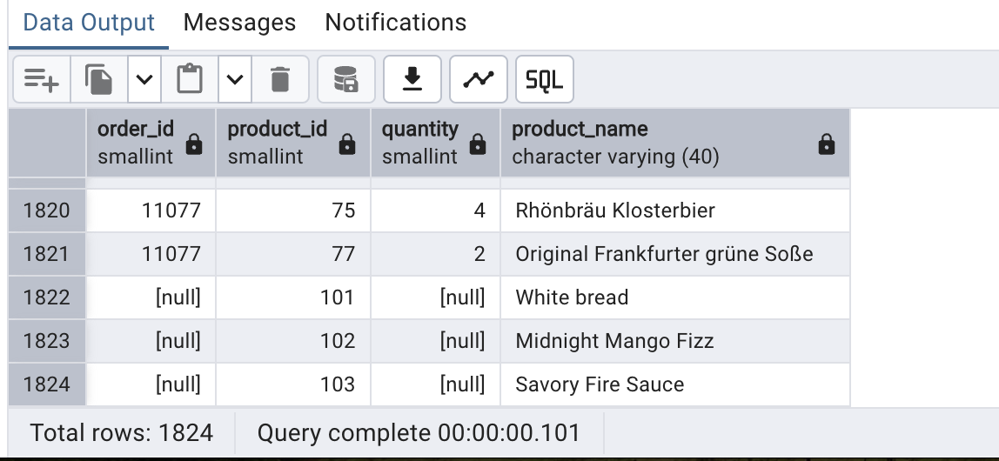 Data Output Messages Notifications
SQL
order_id product_id quantity product_name
smallint smallint smallint character varying (40)
1820 11077 75 4 Rhönbräu Klosterbier
1821 11077 77 2 Original Frankfurter grüne Soße
1822 [null] 101 [null] White bread
1823 [null] 102 [null] Midnight Mango Fizz
1824 [null] 103 [null] Savory Fire Sauce
Total rows: 1824 Query complete 00:00:00.101